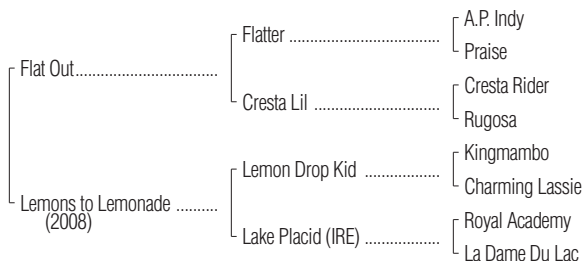 A.P. Indy
Flatter ..........................................
Praise
Flat Out........................................
Cresta Rider
Cresta Lil ...................................
Rugosa
Kingmambo
Lemon Drop Kid .....................
Charming Lassie
Lemons to Lemonade ...........
(2008)
Royal Academy
Lake Placid (IRE) .....................
La Dame Du Lac